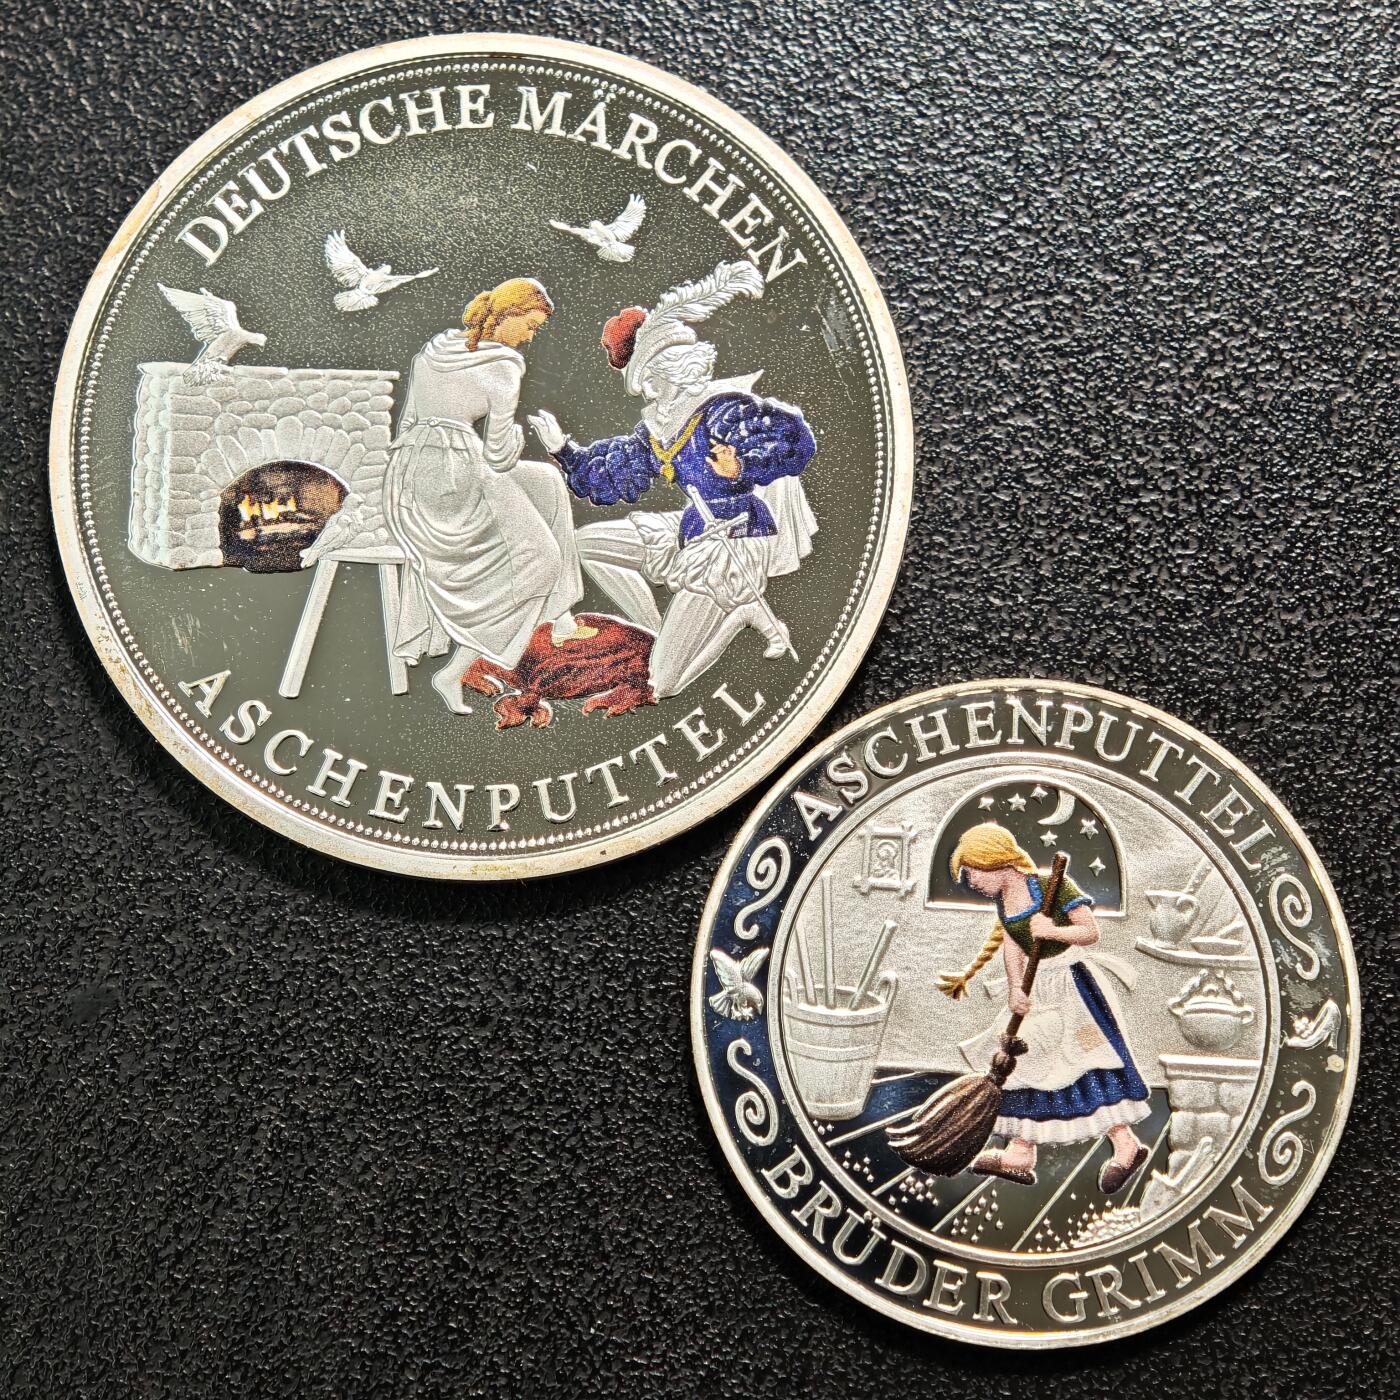 DEUTSCHE MÄRCHEN
ASCHENPUTTEL
ASCHENPUTTEL
BRÜDER GRIMM